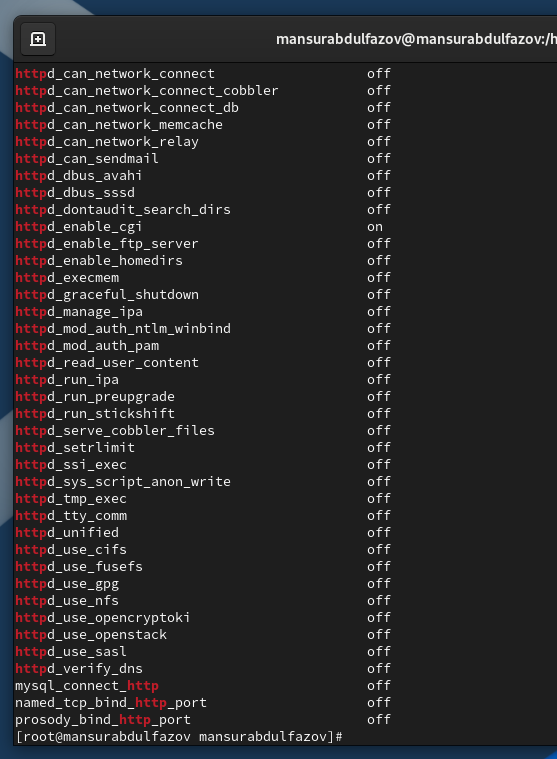 mansurabdulfazov@mansurabdulfazov:/h
httpd_can_network_connect off
httpd_can_network_connect_cobbler off
httpd_can_network_connect_db off
httpd_can_network_memcache off
httpd_can_network_relay off
httpd_can_sendmail off
httpd_dbus_avahi off
httpd_dbus_sssd off
httpd_dontaudit_search_dirs off
httpd_enable_cgi on
httpd_enable_ftp_server off
httpd_enable_homedirs off
httpd_execmem off
httpd_graceful_shutdown off
httpd_manage_ipa off
httpd_mod_auth_ntlm_winbind off
httpd_mod_auth_pam off
httpd_read_user_content off
httpd_run_ipa off
httpd_run_preupgrade off
httpd_run_stickshift off
httpd_serve_cobbler_files off
httpd_setrlimit off
httpd_ssi_exec off
httpd_sys_script_anon_write off
httpd_tmp_exec off
httpd_tty_comm off
httpd_unified off
httpd_use_cifs off
httpd_use_fusefs off
httpd_use_gpg off
httpd_use_nfs off
httpd_use_opencryptoki off
httpd_use_openstack off
httpd_use_sasl off
httpd_verify_dns off
mysql_connect_http off
named_tcp_bind_http_port off
prosody_bind_http_port off
[root@mansurabdulfazov mansurabdulfazov]#